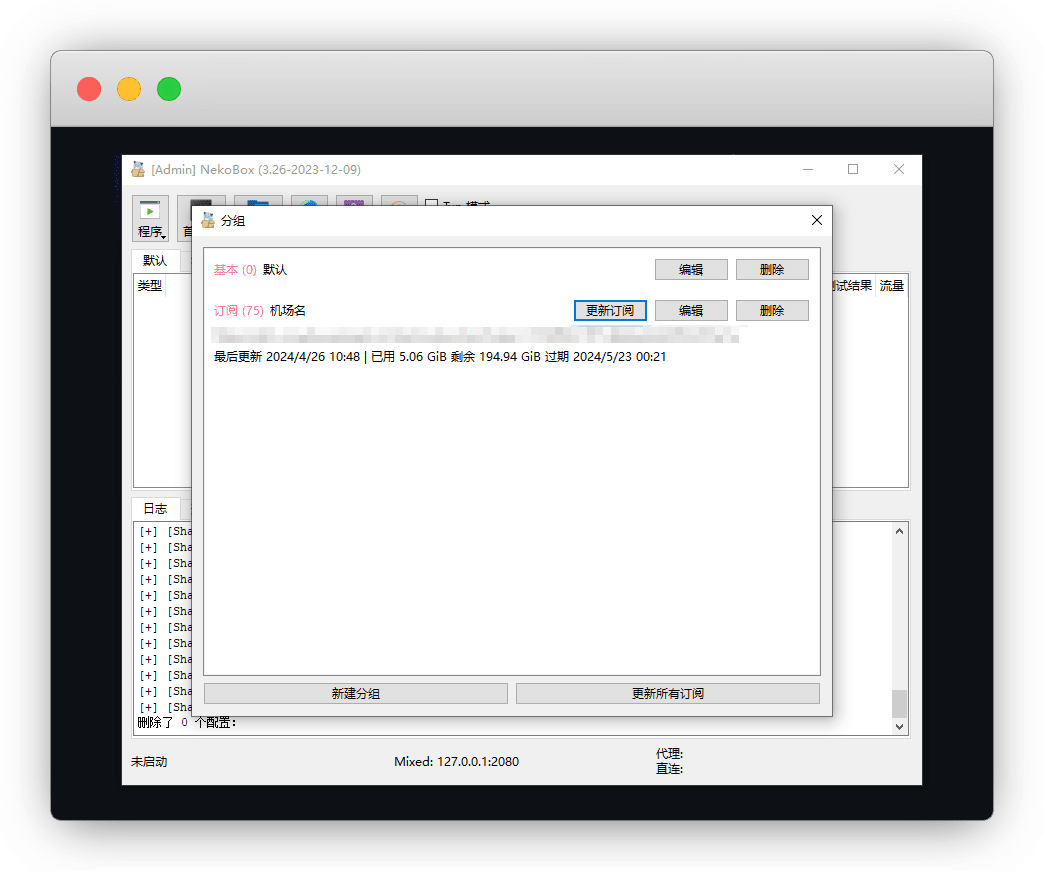 [Admin] NekoBox (3.26-2023-12-09)
程序
分组
默认
类型
测试结果 流量
基本 (0) 默认 编辑 删除
订阅 (75) 机场名 更新订阅 编辑 删除
最后更新 2024/4/26 10:48 | 已用 5.06 GiB 剩余 194.94 GiB 过期 2024/5/23 00:21
日志
[+] [Sha
[+] [Sha
[+] [Sha
[+] [Sha
[+] [Sha
[+] [Sha
[+] [Sha
[+] [Sha
[+] [Sha
[+] [Sha
[+] [Sha
[+] [Sha
新建分组 更新所有订阅
删除了 0 个配置:
未启动 Mixed: 127.0.0.1:2080 代理:
直连: